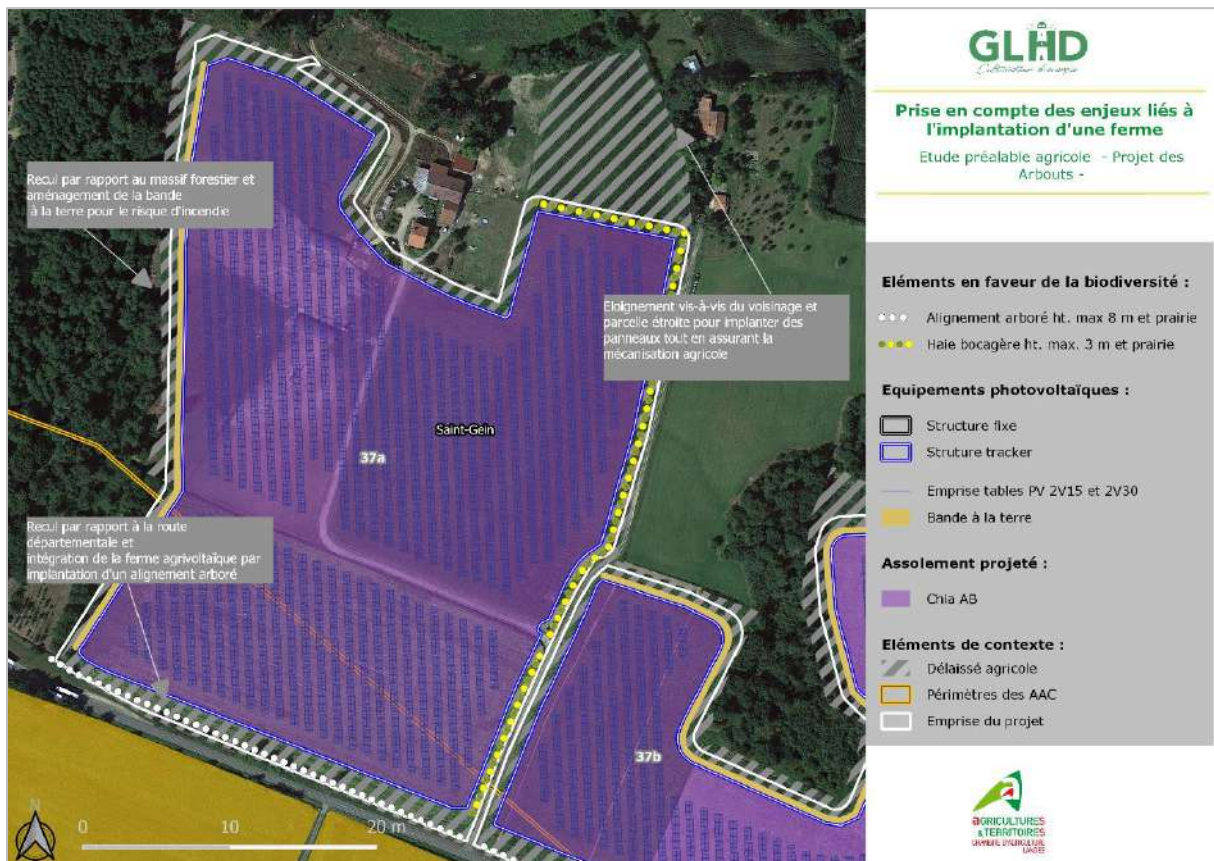 GLHD
Cultivateur d'énergie
Prise en compte des enjeux liés à
l'implantation d'une ferme
Etude préalable agricole - Projet des
Arbouts -
Eléments en faveur de la biodiversité :
Alignement arboré ht. max 8 m et prairie
Haie bocagère ht. max. 3 m et prairie
Equipements photovoltaïques :
Structure fixe
Struture tracker
Emprise tables PV 2V15 et 2V30
Bande à la terre
Assolement projeté :
Chia AB
Eléments de contexte :
Délaissé agricole
Périmètres des AAC
Emprise du projet
AGRICULTURES
& TERRITOIRES
CHAMBRE D'AGRICULTURE
LANDES
Recul par rapport au massif forestier et
aménagement de la bande
à la terre pour le risque d'incendie
Eloignement vis-à-vis du voisinage et
parcelle étroite pour implanter des
panneaux tout en assurant la
mécanisation agricole
Saint-Gein
37a
Recul par rapport à la route
départementale et
intégration de la ferme agrivoltaïque par
implantation d'un alignement arboré
37b
N
0 10 20 m